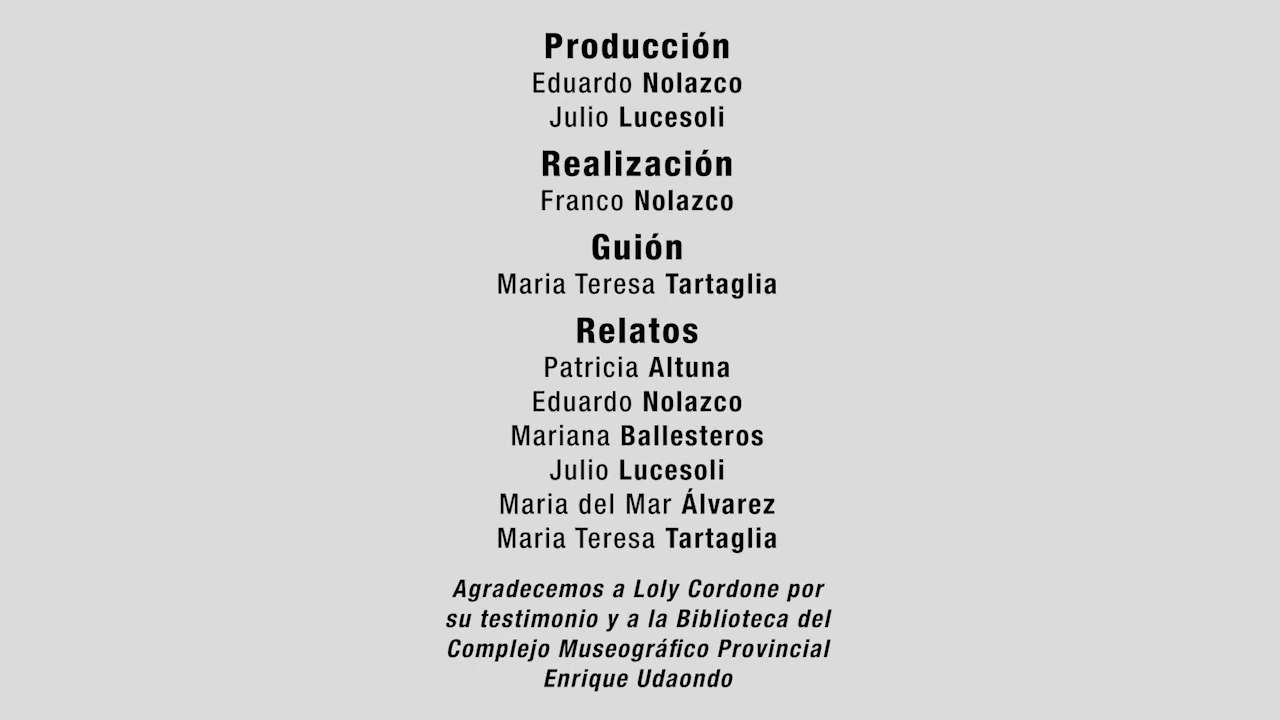 Producción
Eduardo Nolazco
Julio Lucesoli
Realización
Franco Nolazco
Guión
Maria Teresa Tartaglia
Relatos
Patricia Altuna
Eduardo Nolazco
Mariana Ballesteros
Julio Lucesoli
Maria del Mar Álvarez
Maria Teresa Tartaglia
Agradecemos a Loly Cordone por
su testimonio y a la Biblioteca del
Complejo Museográfico Provincial
Enrique Udaondo